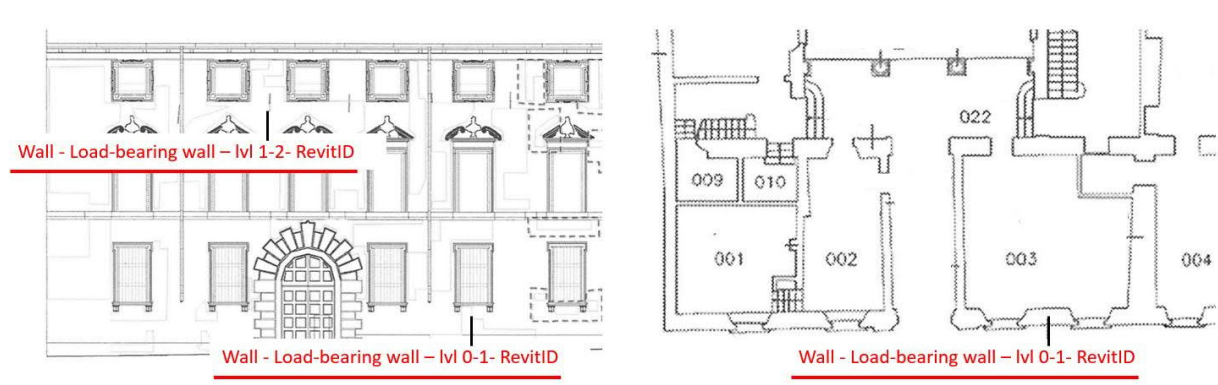 Wall - Load-bearing wall – lvl 1-2- RevitID
Wall - Load-bearing wall – lvl 0-1- RevitID
022
009
010
001
002
003
004
Wall - Load-bearing wall – lvl 0-1- RevitID